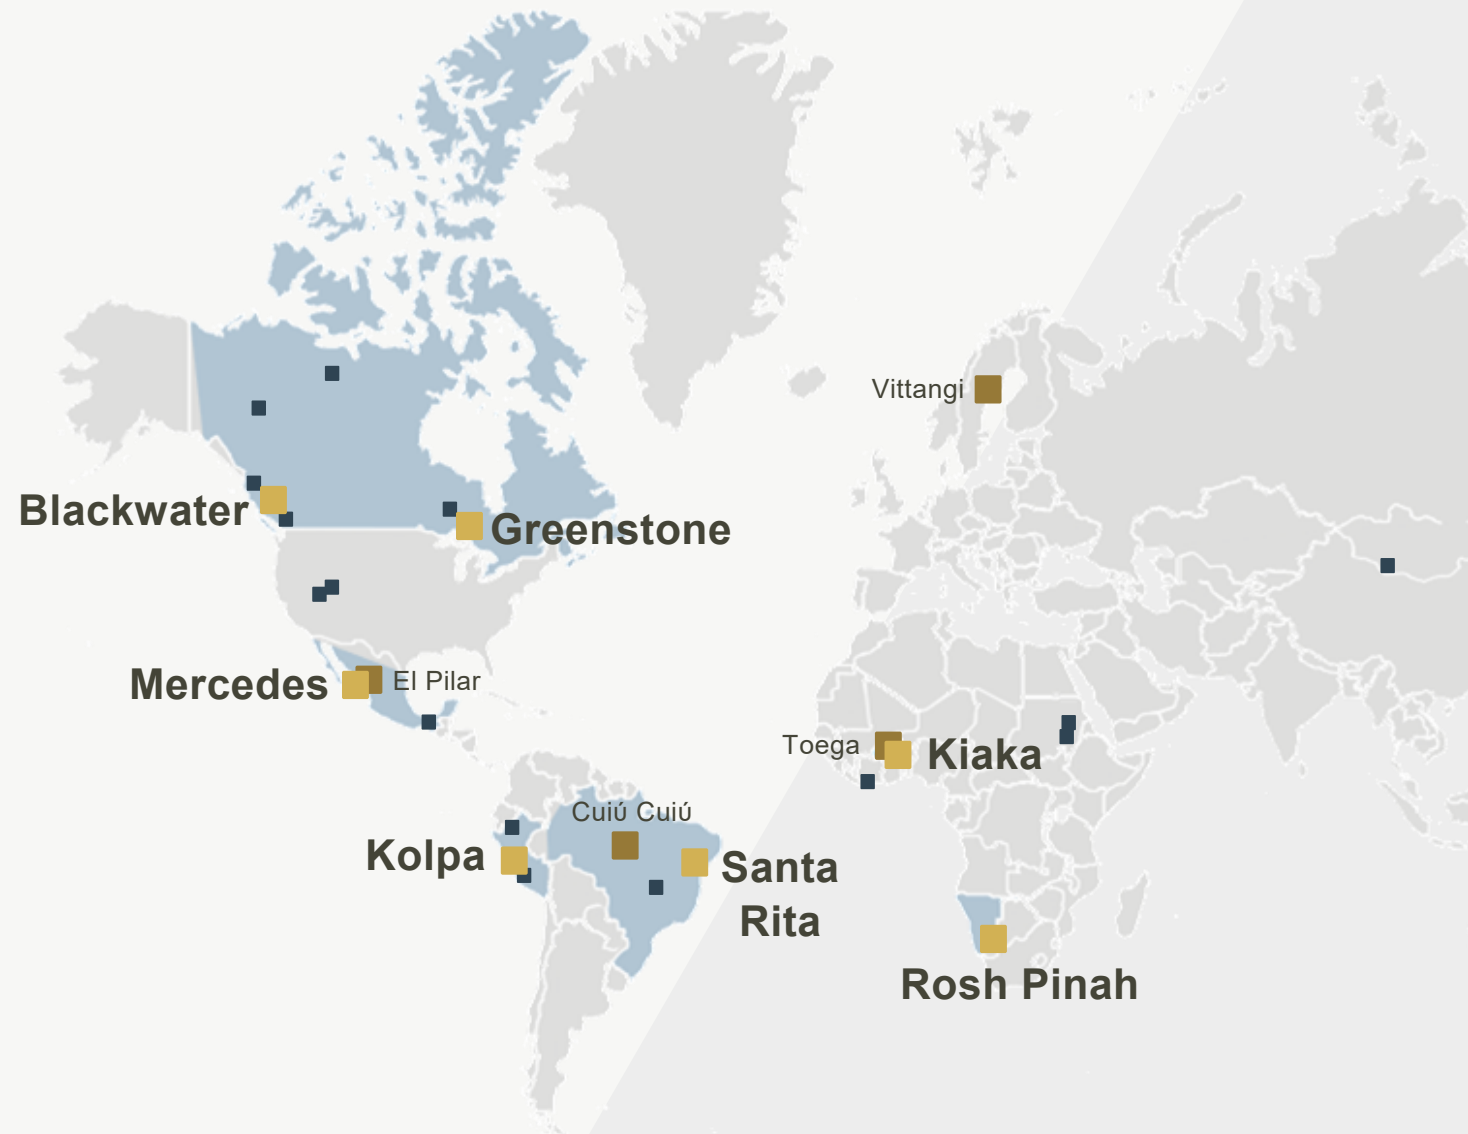 Vittangi
Blackwater
Greenstone
Mercedes
El Pilar
Toega
Kiaka
Cuiú Cuiú
Kolpa
Santa
Rita
Rosh Pinah